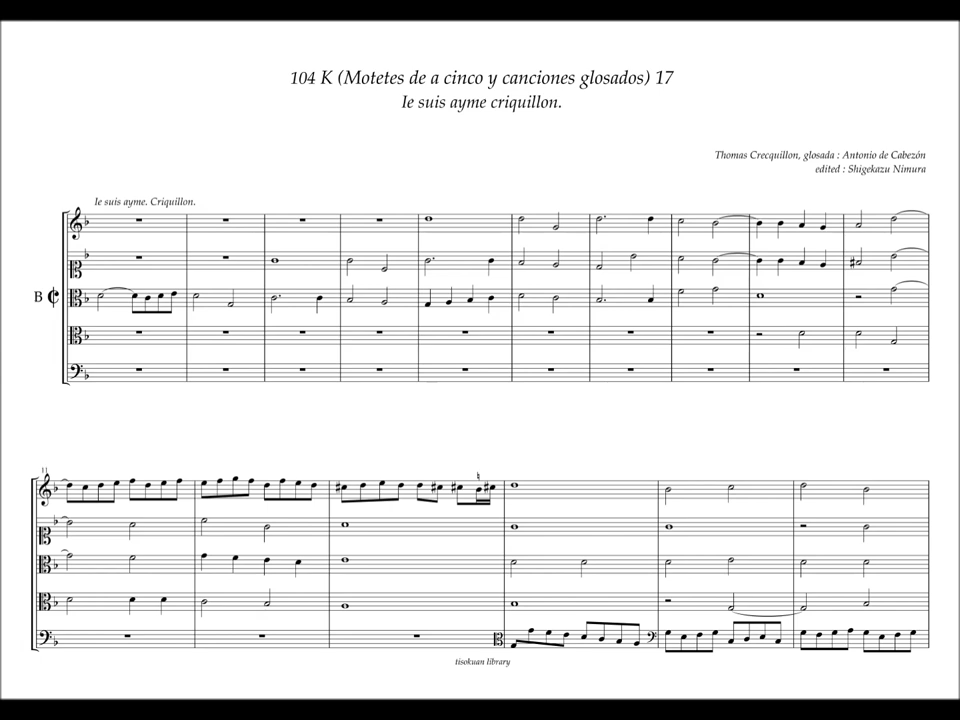 104 K (Motetes de a cinco y canciones glosados) 17
Ie suis ayme criquillon.
Thomas Crecquillon, glosada : Antonio de Cabezón
edited : Shigekazu Nimura
Ie suis ayme. Criquillon.
B
11
tisokuan library